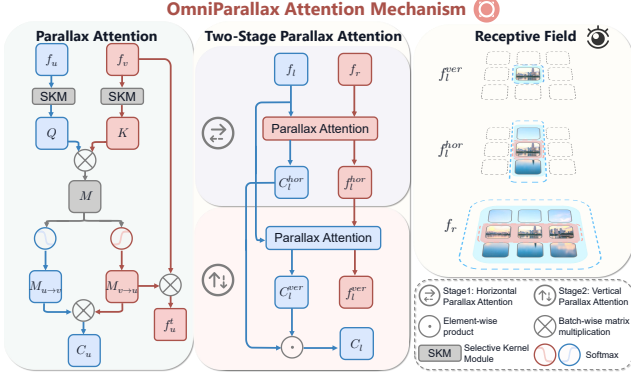 OmniParallax Attention Mechanism
Parallax Attention
f_u
f_v
SKM
SKM
Q
K
M
M_{u→v}
M_{v→u}
f_u^t
C_u
Two-Stage Parallax Attention
f_l
f_r
Parallax Attention
C_l^{hor}
f_l^{hor}
Parallax Attention
C_l^{ver}
f_l^{ver}
C_l
Receptive Field
f_l^{ver}
f_l^{hor}
f_r
Stage1: Horizontal
Parallax Attention
Stage2: Vertical
Parallax Attention
Element-wise
product
Batch-wise matrix
multiplication
SKM
Selective Kernel
Module
Softmax